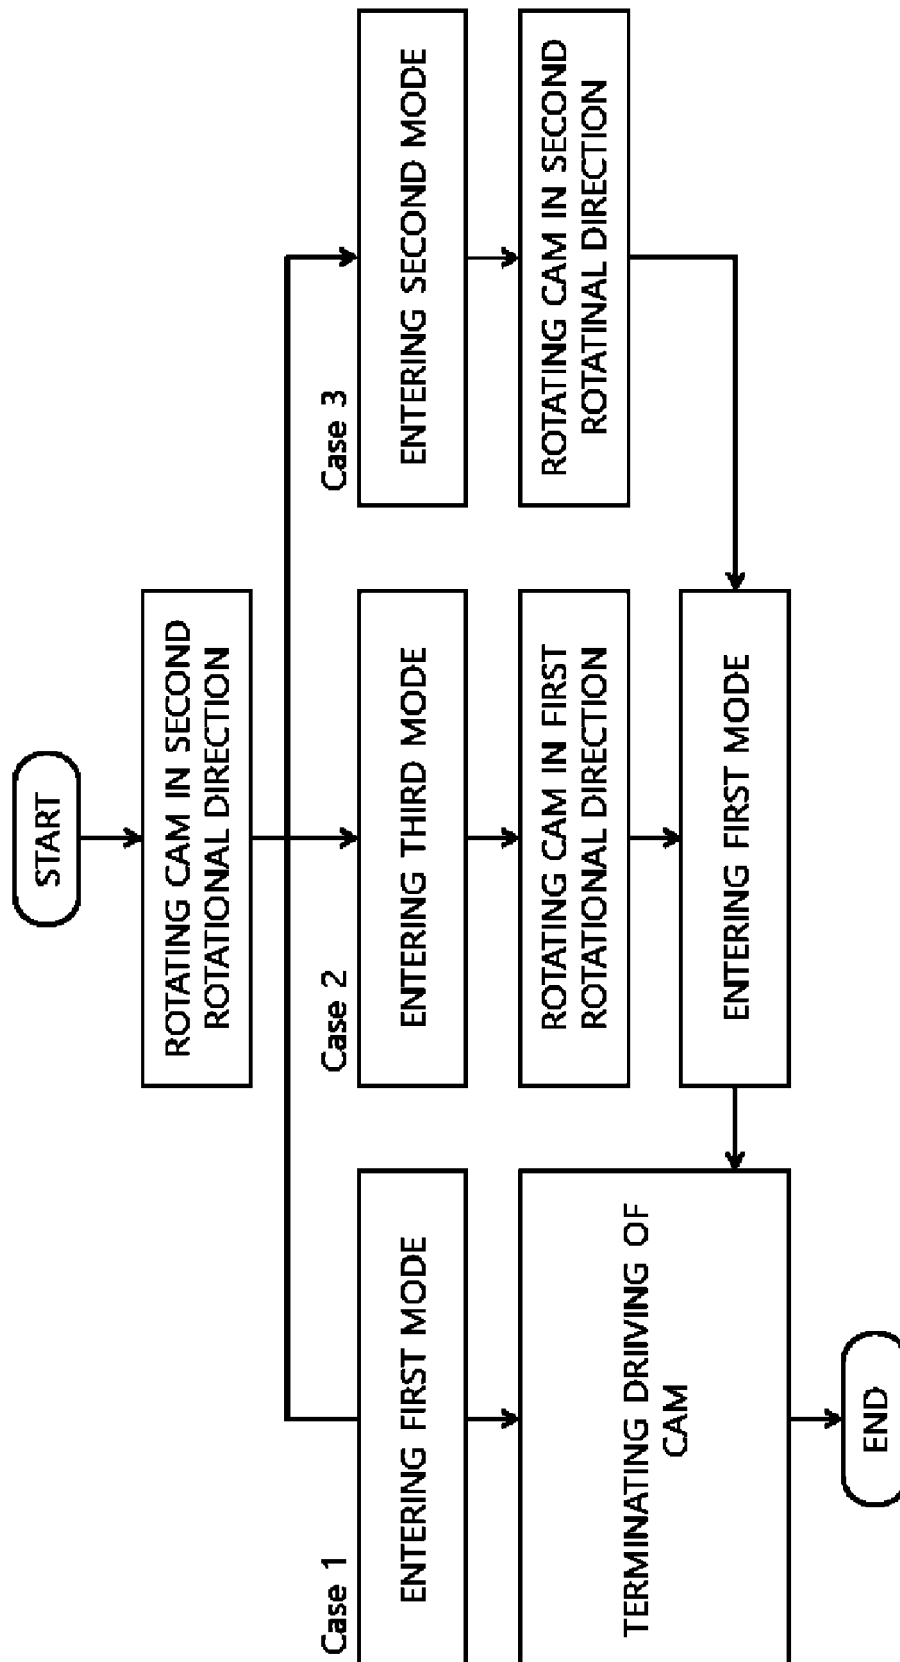 START
ROTATING CAM IN SECOND
ROTATIONAL DIRECTION
Case 1
ENTERING FIRST MODE
TERMINATING DRIIVING OF
CAM
END
Case 2
ENTERING THIRD MODE
ROTATING CAM IN FIRST
ROTATIONAL DIRECTION
ENTERING FIRST MODE
Case 3
ENTERING SECOND MODE
ROTATING CAM IN SECOND
ROTATINAL DIRECTION